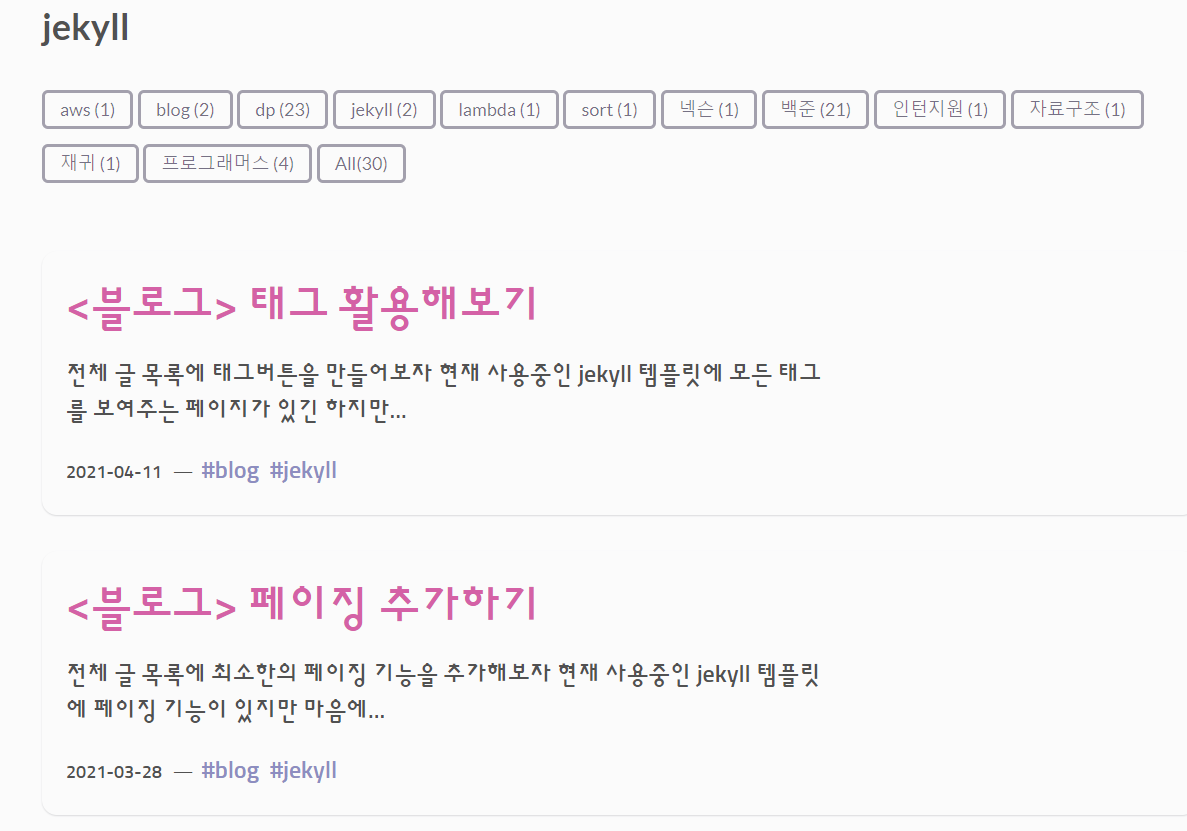 jekyll
aws (1) blog (2) dp (23) jekyll (2) lambda (1) sort (1) 넥슨 (1) 백준 (21) 인턴지원 (1) 자료구조 (1)
재귀 (1) 프로그래머스 (4) All(30)
<블로그> 태그 활용해보기
전체 글 목록에 태그버튼을 만들어보자 현재 사용중인 jekyll 템플릿에 모든 태그
를 보여주는 페이지가 있긴 하지만...
2021-04-11 — #blog #jekyll
<블로그> 페이징 추가하기
전체 글 목록에 최소한의 페이징 기능을 추가해보자 현재 사용중인 jekyll 템플릿
에 페이징 기능이 있지만 마음에...
2021-03-28 — #blog #jekyll